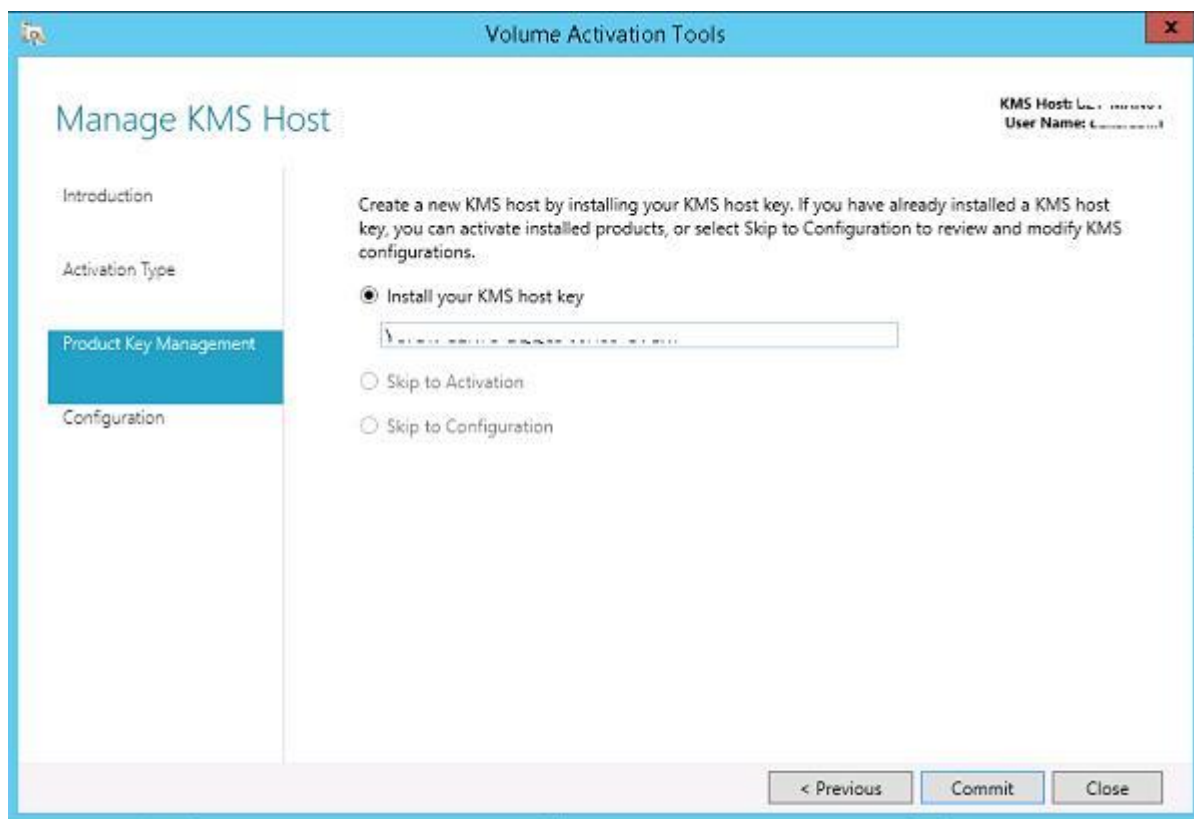 Volume Activation Tools
x
Manage KMS Host
KMS Host:
User Name:
Introduction
Activation Type
Product Key Management
Configuration
Create a new KMS host by installing your KMS host key. If you have already installed a KMS host
key, you can activate installed products, or select Skip to Configuration to review and modify KMS
configurations.
Install your KMS host key
Skip to Activation
Skip to Configuration
< Previous
Commit
Close